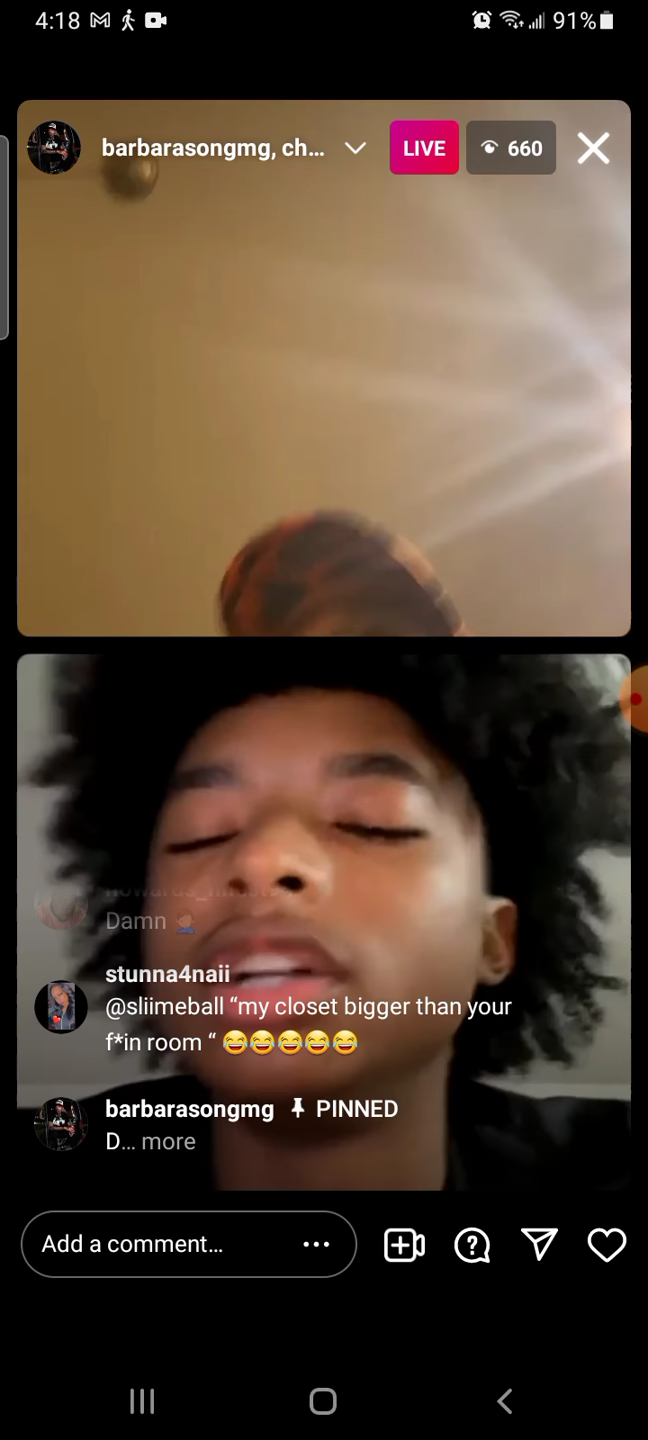 4:18
91%
barbarasongmg, ch...
LIVE
660
Damn 🤦🏽‍♂️
stunna4naii
@sliimeball “my closet bigger than your
f*in room “ 😂😂😂😂😂
barbarasongmg 📌 PINNED
D... more
Add a comment...